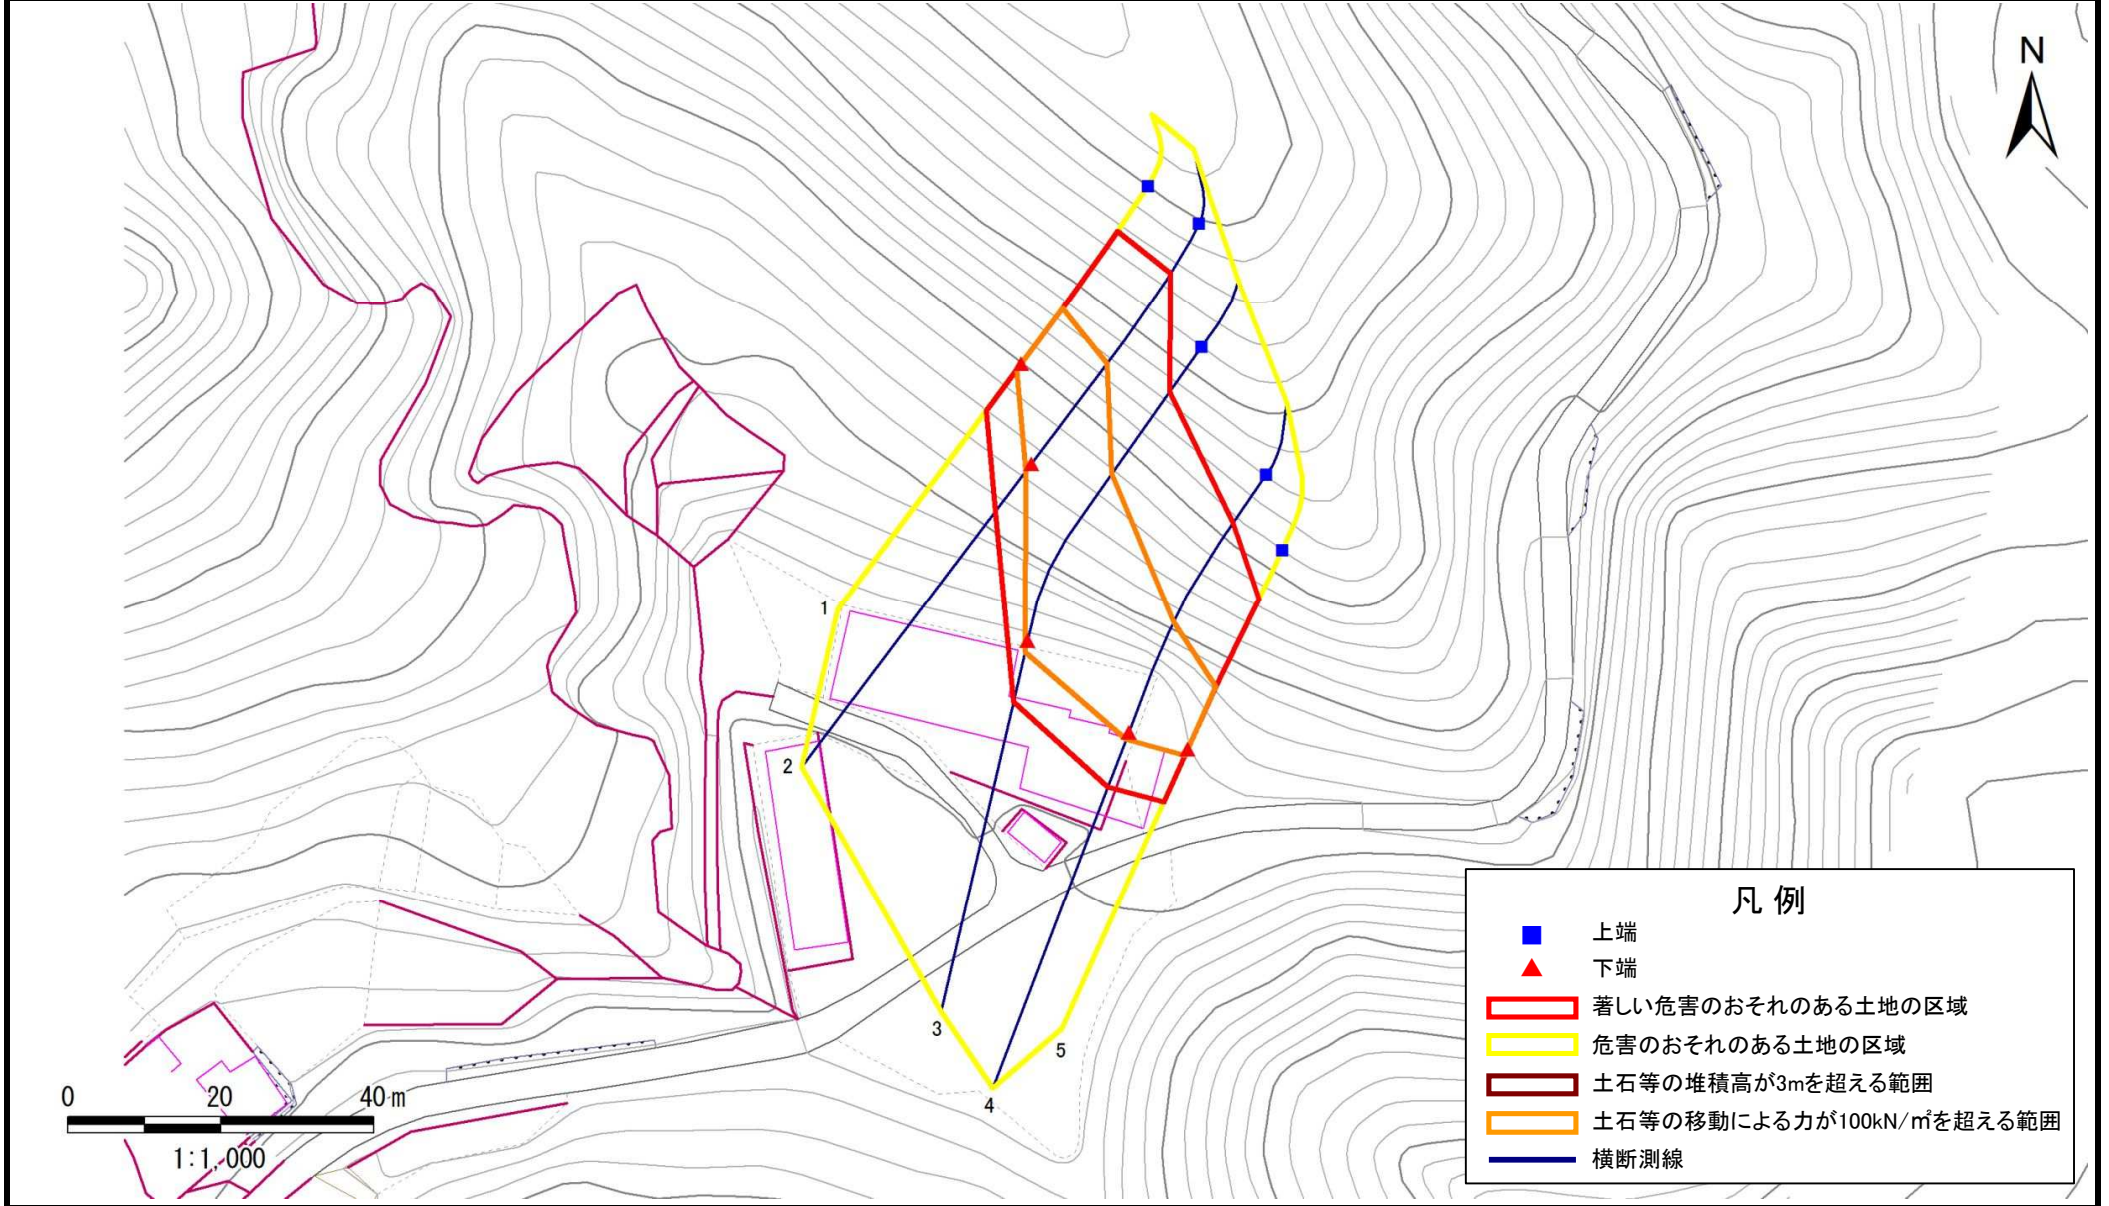 N
1
2
3
4
5
0 20 40 m
1:1,000
凡 例
上端
下端
著しい危害のおそれのある土地の区域
危害のおそれのある土地の区域
土石等の堆積高が3mを超える範囲
土石等の移動による力が100kN/㎡を超える範囲
横断測線